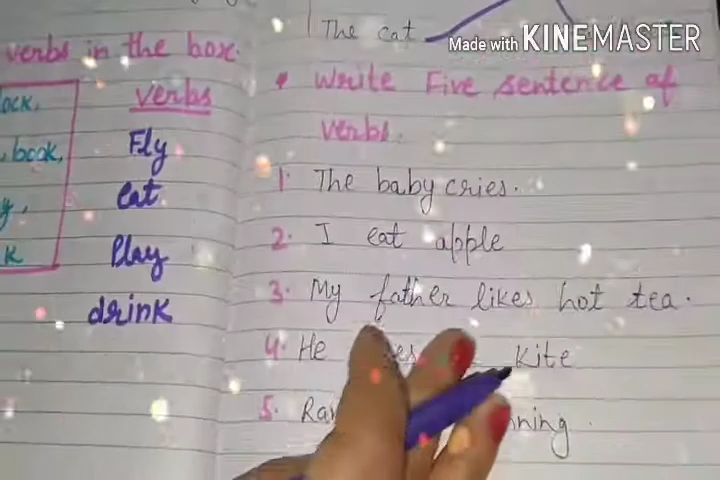 verbs in the box.
verbs
book,
Fly
Eat
Play
drink
The cat
Made with KINEMASTER
Write Five sentence of
verbs.
1. The baby cries.
2. I eat apple
3. My father likes hot tea.
4. He kite
5.